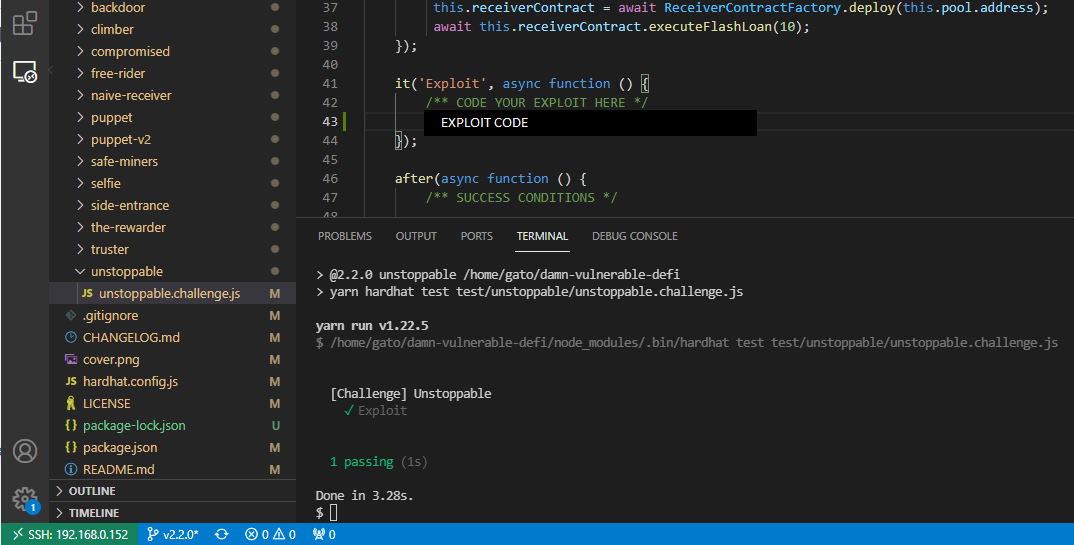 backdoor
climber
compromised
free-rider
naive-receiver
puppet
puppet-v2
safe-miners
selfie
side-entrance
the-rewarder
truster
unstoppable
JS unstoppable.challenge.js M
.gitignore M
CHANGELOG.md M
cover.png M
JS hardhat.config.js M
LICENSE M
{} package-lock.json U
{} package.json M
README.md M
OUTLINE
TIMELINE
1
37 this.receiverContract = await ReceiverContractFactory.deploy(this.pool.address);
38 await this.receiverContract.executeFlashLoan(10);
39 });
40
41 it('Exploit', async function () {
42 /** CODE YOUR EXPLOIT HERE */
43 EXPLOIT CODE
44 });
45
46 after(async function () {
47 /** SUCCESS CONDITIONS */
48
PROBLEMS OUTPUT PORTS TERMINAL DEBUG CONSOLE
> @2.2.0 unstoppable /home/gato/damn-vulnerable-defi
> yarn hardhat test test/unstoppable/unstoppable.challenge.js
yarn run v1.22.5
$ /home/gato/damn-vulnerable-defi/node_modules/.bin/hardhat test test/unstoppable/unstoppable.challenge.js
[Challenge] Unstoppable
✓ Exploit
1 passing (1s)
Done in 3.28s.
$
SSH: 192.168.0.152 v2.2.0* 0 0 0